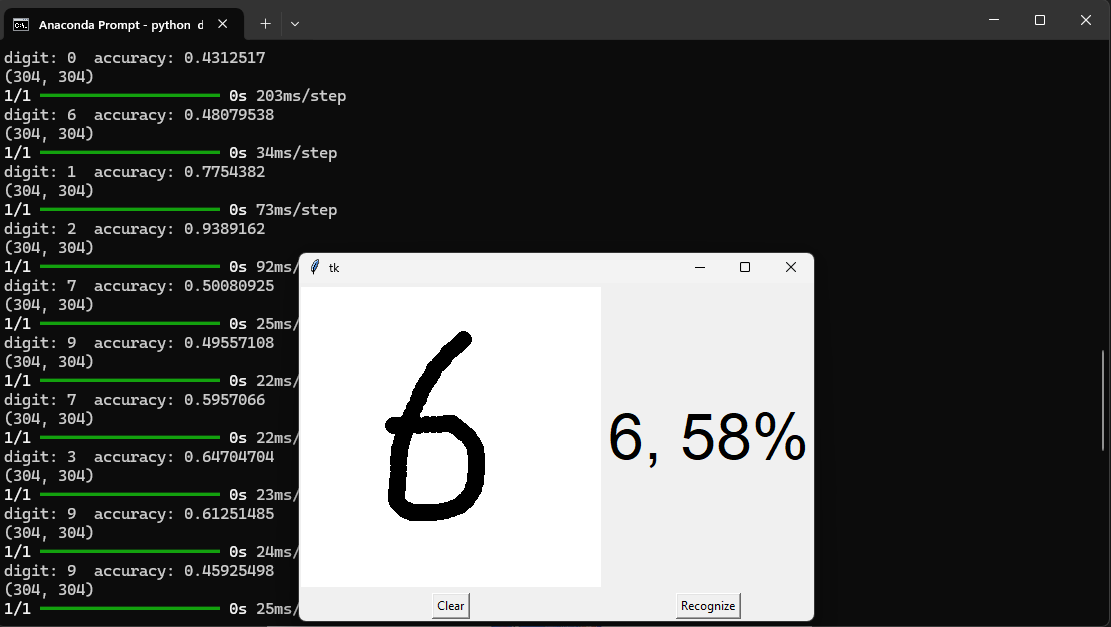 Anaconda Prompt - python d
digit: 0  accuracy: 0.4312517
(304, 304)
1/1 0s 203ms/step
digit: 6  accuracy: 0.48079538
(304, 304)
1/1 0s 34ms/step
digit: 1  accuracy: 0.7754382
(304, 304)
1/1 0s 73ms/step
digit: 2  accuracy: 0.9389162
(304, 304)
1/1 0s 92ms/
digit: 7  accuracy: 0.50080925
(304, 304)
1/1 0s 25ms/
digit: 9  accuracy: 0.49557108
(304, 304)
1/1 0s 22ms/
digit: 7  accuracy: 0.5957066
(304, 304)
1/1 0s 22ms/
digit: 3  accuracy: 0.64704704
(304, 304)
1/1 0s 23ms/
digit: 9  accuracy: 0.61251485
(304, 304)
1/1 0s 24ms/
digit: 9  accuracy: 0.45925498
(304, 304)
1/1 0s 25ms/
tk
6
6, 58%
Clear
Recognize